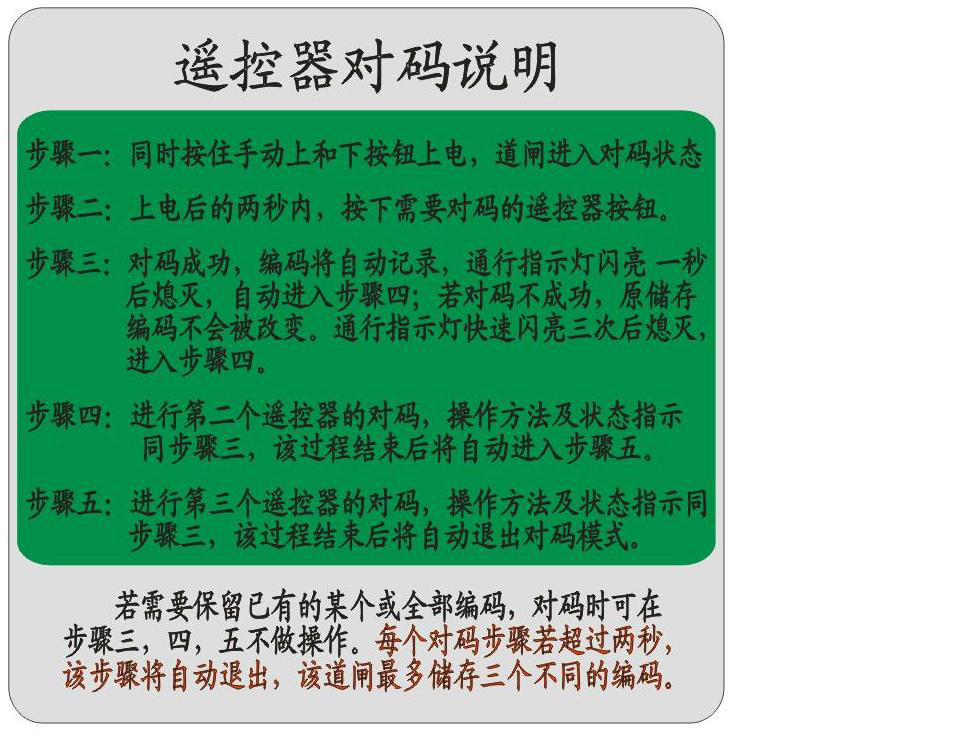 遥控器对码说明
步骤一：同时按住手动上和下按钮上电，道闸进入对码状态
步骤二：上电后的两秒内，按下需要对码的遥控器按钮。
步骤三：对码成功，编码将自动记录，通行指示灯闪亮 一秒
后熄灭，自动进入步骤四；若对码不成功，原储存
编码不会被改变。通行指示灯快速闪亮三次后熄灭，
进入步骤四。
步骤四：进行第二个遥控器的对码，操作方法及状态指示
同步骤三，该过程结束后将自动进入步骤五。
步骤五：进行第三个遥控器的对码，操作方法及状态指示同
步骤三，该过程结束后将自动退出对码模式。
若需要保留已有的某个或全部编码，对码时可在
步骤三，四，五不做操作。每个对码步骤若超过两秒，
该步骤将自动退出，该道闸最多储存三个不同的编码。